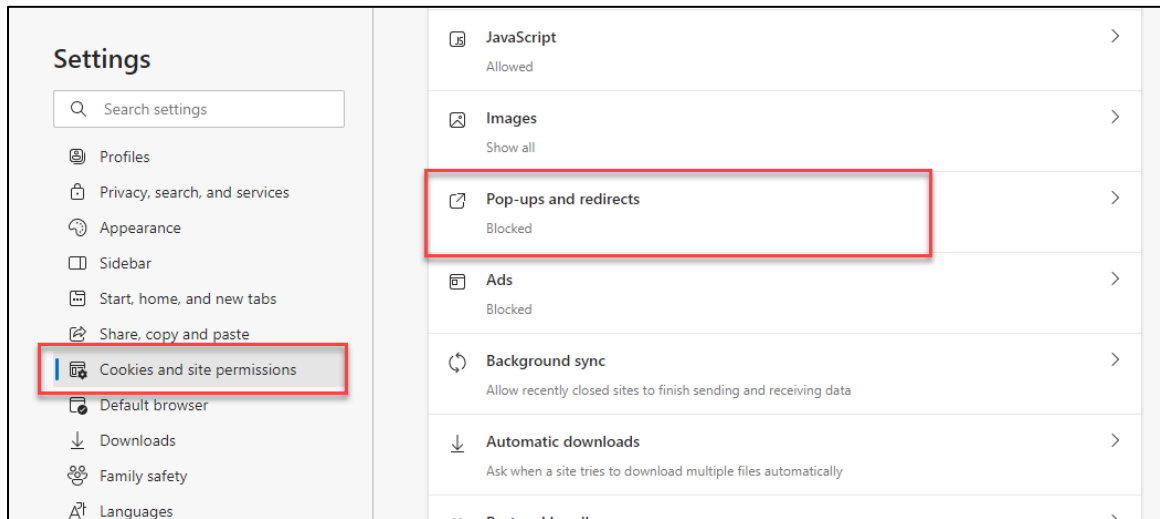 Settings
Search settings
Profiles
Privacy, search, and services
Appearance
Sidebar
Start, home, and new tabs
Share, copy and paste
Cookies and site permissions
Default browser
Downloads
Family safety
Languages
JavaScript
Allowed
Images
Show all
Pop-ups and redirects
Blocked
Ads
Blocked
Background sync
Allow recently closed sites to finish sending and receiving data
Automatic downloads
Ask when a site tries to download multiple files automatically